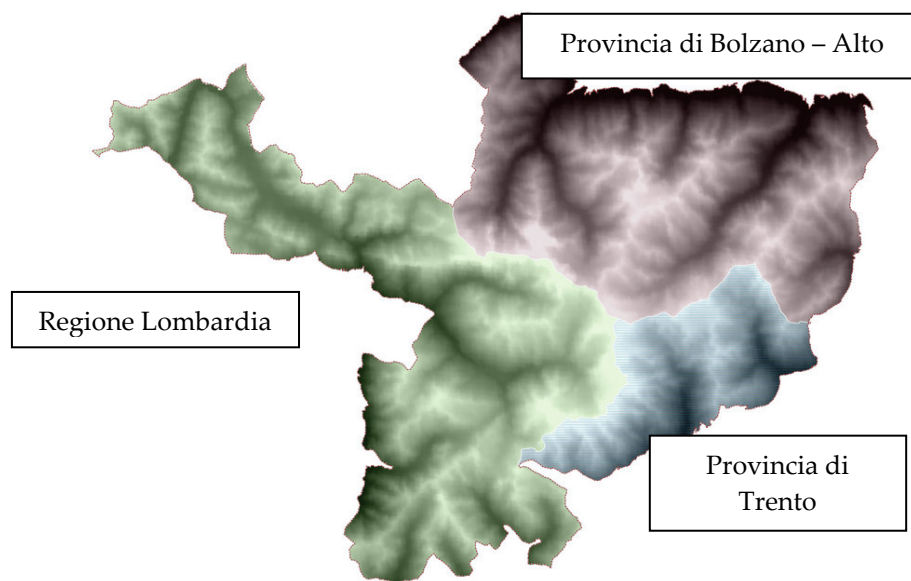 Provincia di Bolzano – Alto
Regione Lombardia
Provincia di
Trento